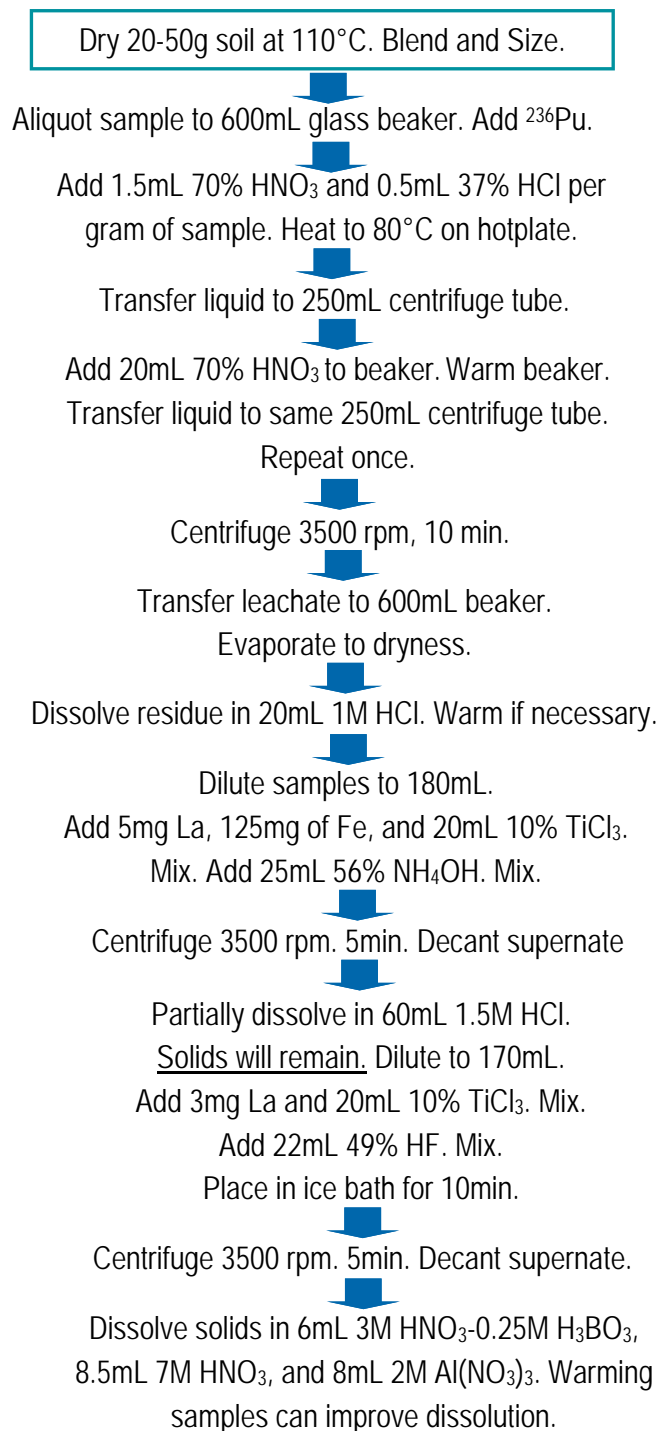 Dry 20-50g soil at 110°C. Blend and Size.
Aliquot sample to 600mL glass beaker. Add ²³⁶Pu.
Add 1.5mL 70% HNO₃ and 0.5mL 37% HCl per
gram of sample. Heat to 80°C on hotplate.
Transfer liquid to 250mL centrifuge tube.
Add 20mL 70% HNO₃ to beaker. Warm beaker.
Transfer liquid to same 250mL centrifuge tube.
Repeat once.
Centrifuge 3500 rpm, 10 min.
Transfer leachate to 600mL beaker.
Evaporate to dryness.
Dissolve residue in 20mL 1M HCl. Warm if necessary.
Dilute samples to 180mL.
Add 5mg La, 125mg of Fe, and 20mL 10% TiCl₃.
Mix. Add 25mL 56% NH₄OH. Mix.
Centrifuge 3500 rpm. 5min. Decant supernate
Partially dissolve in 60mL 1.5M HCl.
Solids will remain. Dilute to 170mL.
Add 3mg La and 20mL 10% TiCl₃. Mix.
Add 22mL 49% HF. Mix.
Place in ice bath for 10min.
Centrifuge 3500 rpm. 5min. Decant supernate.
Dissolve solids in 6mL 3M HNO₃-0.25M H₃BO₃,
8.5mL 7M HNO₃, and 8mL 2M Al(NO₃)₃. Warming
samples can improve dissolution.